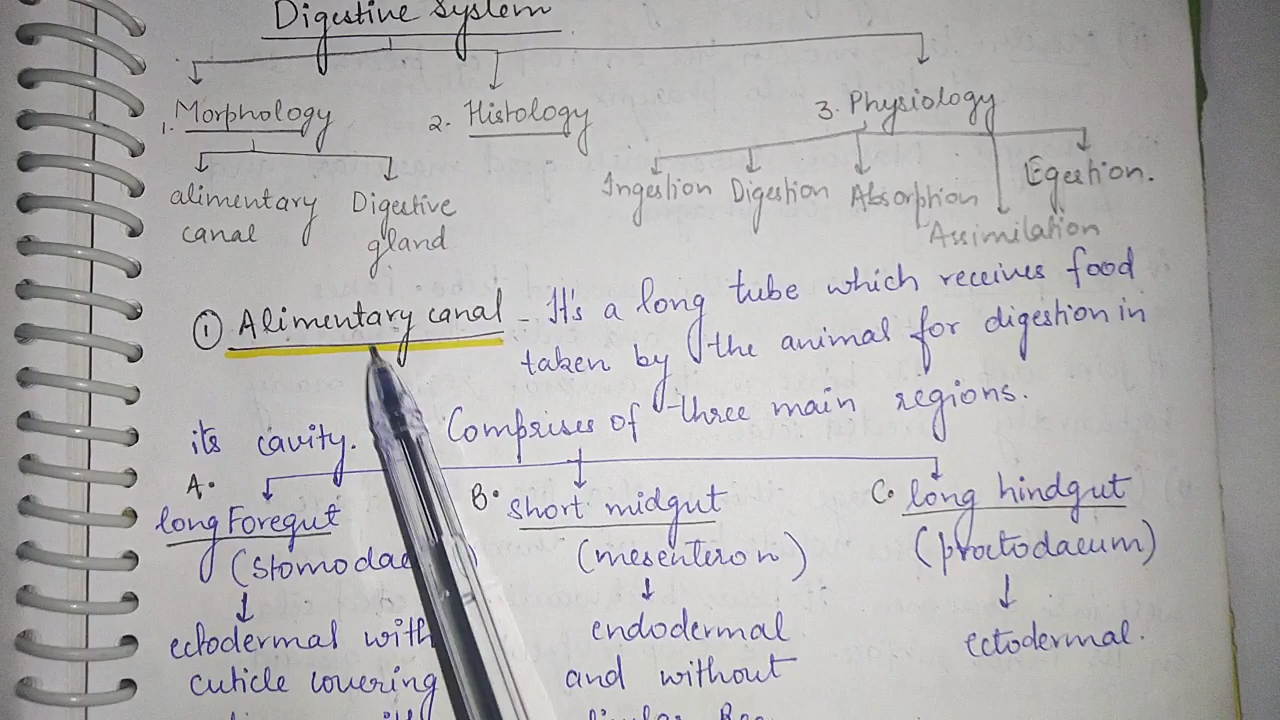 Digestive System
1. Morphology 2. Histology 3. Physiology
alimentary canal
Digestive gland
Ingestion Digestion Absorption Assimilation Egestion.
① Alimentary canal - It's a long tube which receives food
taken by the animal for digestion in
its cavity. Comprises of three main regions.
A. long Foregut
B. short midgut
(mesenteron)
C. long hindgut
(proctodaeum)
ectodermal with
cuticle covering
endodermal
and without
ectodermal.